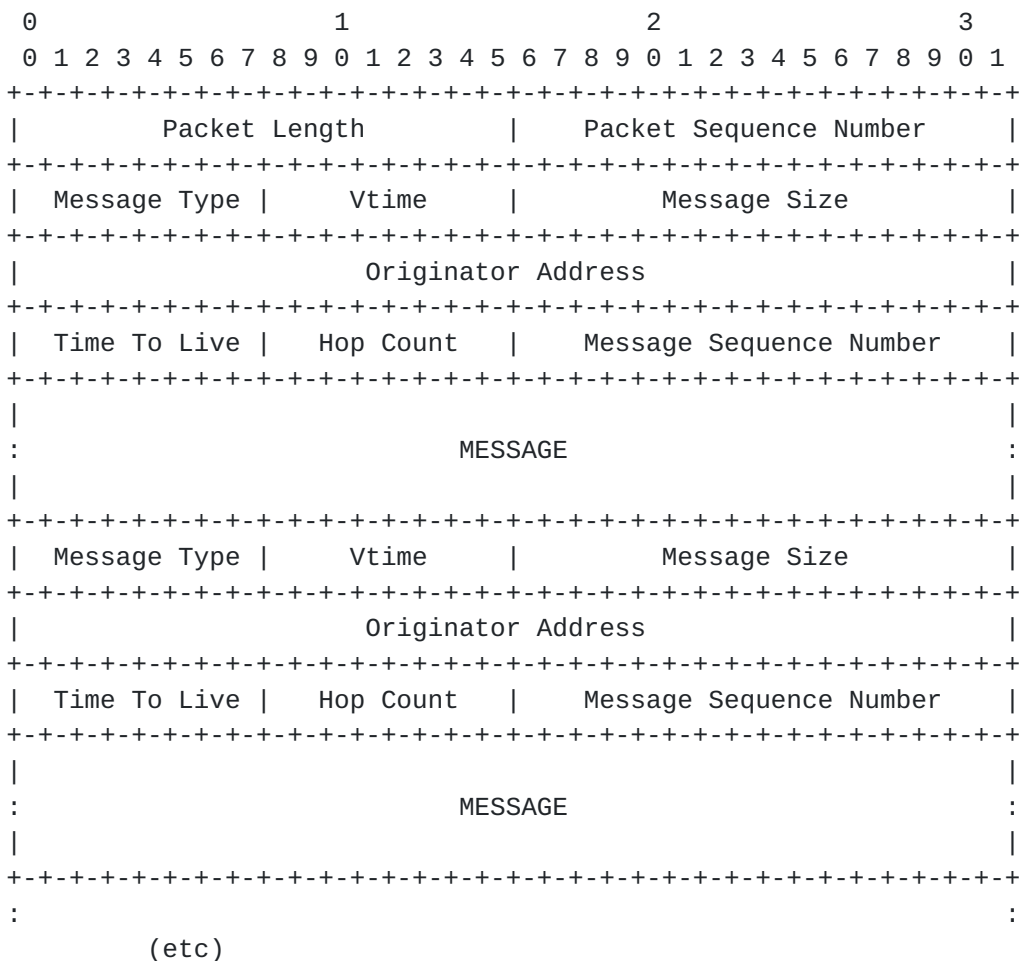 0                   1                   2                   3
 0 1 2 3 4 5 6 7 8 9 0 1 2 3 4 5 6 7 8 9 0 1 2 3 4 5 6 7 8 9 0 1
+-+-+-+-+-+-+-+-+-+-+-+-+-+-+-+-+-+-+-+-+-+-+-+-+-+-+-+-+-+-+-+-+
|         Packet Length         |    Packet Sequence Number     |
+-+-+-+-+-+-+-+-+-+-+-+-+-+-+-+-+-+-+-+-+-+-+-+-+-+-+-+-+-+-+-+-+
|  Message Type |     Vtime     |         Message Size          |
+-+-+-+-+-+-+-+-+-+-+-+-+-+-+-+-+-+-+-+-+-+-+-+-+-+-+-+-+-+-+-+-+
|                      Originator Address                       |
+-+-+-+-+-+-+-+-+-+-+-+-+-+-+-+-+-+-+-+-+-+-+-+-+-+-+-+-+-+-+-+-+
|  Time To Live |   Hop Count   |    Message Sequence Number    |
+-+-+-+-+-+-+-+-+-+-+-+-+-+-+-+-+-+-+-+-+-+-+-+-+-+-+-+-+-+-+-+-+
|                                                               |
:                            MESSAGE                            :
|                                                               |
+-+-+-+-+-+-+-+-+-+-+-+-+-+-+-+-+-+-+-+-+-+-+-+-+-+-+-+-+-+-+-+-+
|  Message Type |     Vtime     |         Message Size          |
+-+-+-+-+-+-+-+-+-+-+-+-+-+-+-+-+-+-+-+-+-+-+-+-+-+-+-+-+-+-+-+-+
|                      Originator Address                       |
+-+-+-+-+-+-+-+-+-+-+-+-+-+-+-+-+-+-+-+-+-+-+-+-+-+-+-+-+-+-+-+-+
|  Time To Live |   Hop Count   |    Message Sequence Number    |
+-+-+-+-+-+-+-+-+-+-+-+-+-+-+-+-+-+-+-+-+-+-+-+-+-+-+-+-+-+-+-+-+
|                                                               |
:                            MESSAGE                            :
|                                                               |
+-+-+-+-+-+-+-+-+-+-+-+-+-+-+-+-+-+-+-+-+-+-+-+-+-+-+-+-+-+-+-+-+
:                                                               :
         (etc)